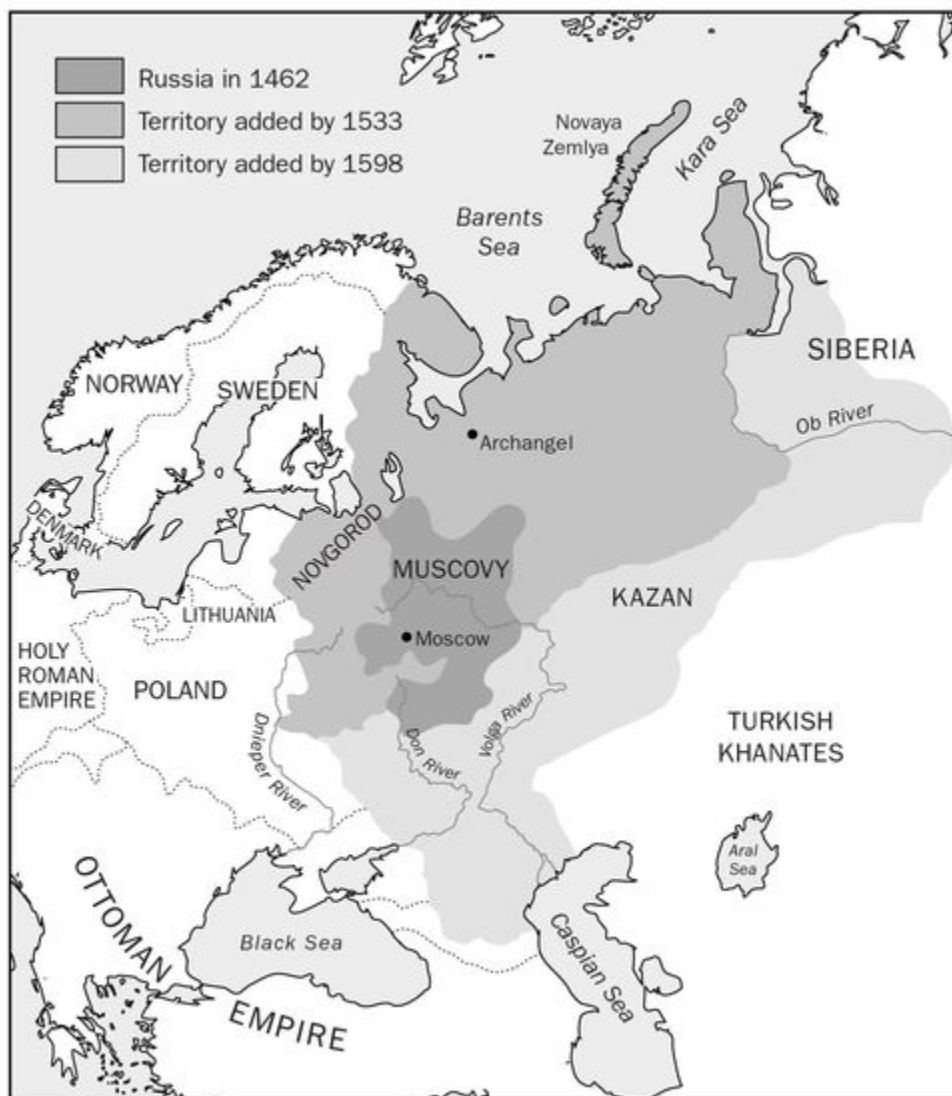 Russia in 1462
Territory added by 1533
Territory added by 1598
Novaya
Zemlya
Kara Sea
Barents
Sea
SIBERIA
NORWAY
SWEDEN
Ob River
Archangel
DENMARK
NOVGOROD
MUSCOVY
KAZAN
LITHUANIA
Moscow
HOLY
ROMAN
EMPIRE
POLAND
Dnieper River
Don River
Volga River
TURKISH
KHANATES
Aral
Sea
OTTOMAN
EMPIRE
Black Sea
Caspian Sea